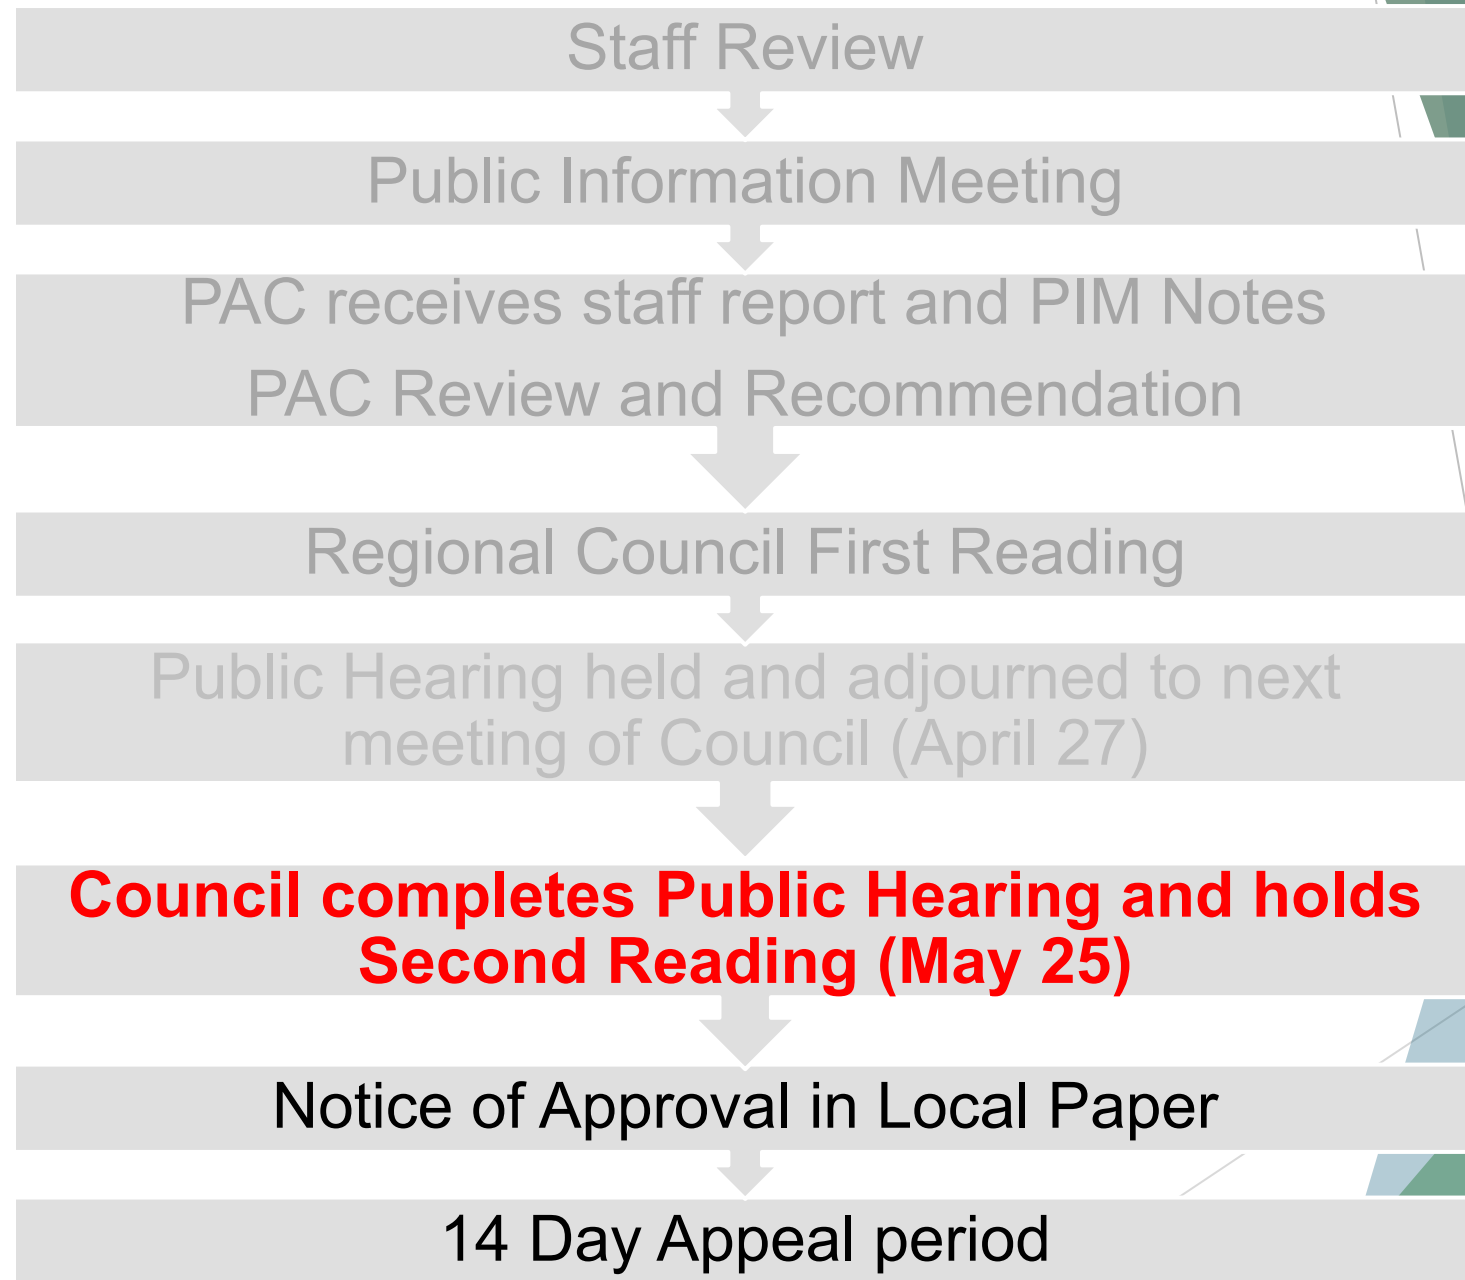 Staff Review
Public Information Meeting
PAC receives staff report and PIM Notes
PAC Review and Recommendation
Regional Council First Reading
Public Hearing held and adjourned to next
meeting of Council (April 27)
Council completes Public Hearing and holds
Second Reading (May 25)
Notice of Approval in Local Paper
14 Day Appeal period